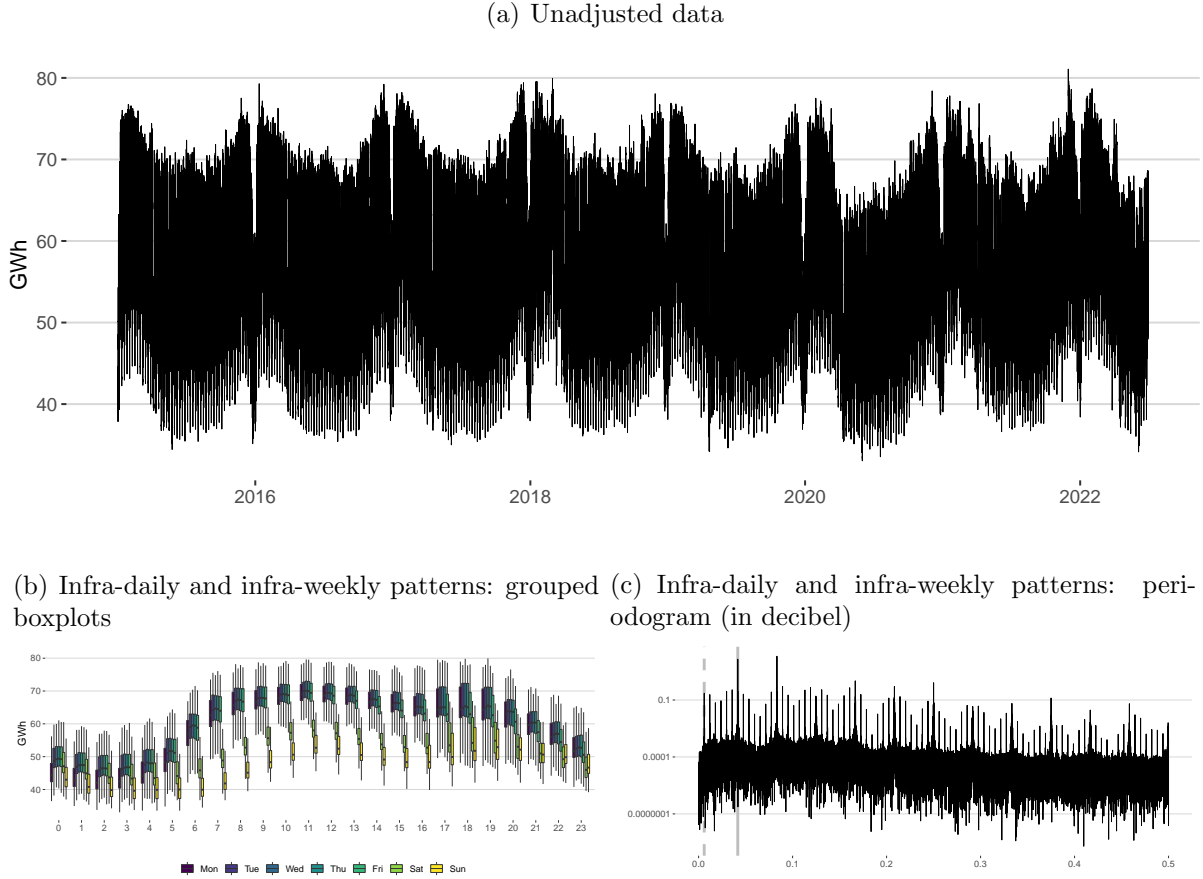 (a) Unadjusted data
80
70
60
50
40
GWh
2016 2018 2020 2022
(b) Infra-daily and infra-weekly patterns: grouped
boxplots
80
70
60
50
40
GWh
0 1 2 3 4 5 6 7 8 9 10 11 12 13 14 15 16 17 18 19 20 21 22 23
Mon Tue Wed Thu Fri Sat Sun
(c) Infra-daily and infra-weekly patterns: peri-
odogram (in decibel)
0.1
0.0001
0.0000001
0.0 0.1 0.2 0.3 0.4 0.5